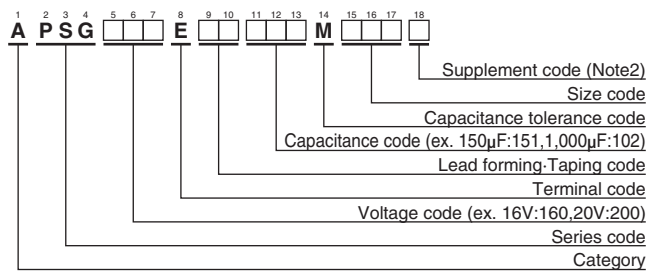 1 2 3 4 5 6 7 8 9 10 11 12 13 14 15 16 17 18
A P S G E M
Supplement code (Note2)
Size code
Capacitance tolerance code
Capacitance code (ex. 150μF:151,1,000μF:102)
Lead forming·Taping code
Terminal code
Voltage code (ex. 16V:160,20V:200)
Series code
Category